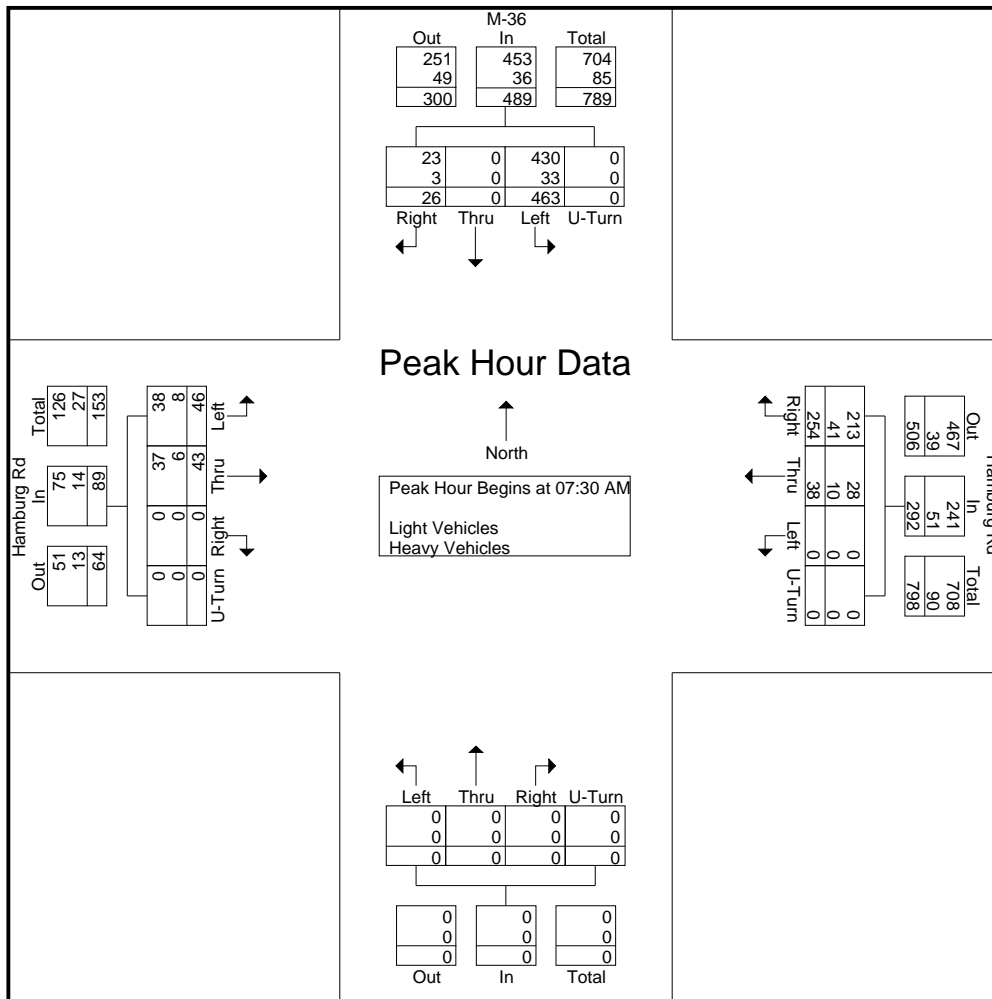 M-36
Out In Total
251 453 704
49 36 85
300 489 789
23 0 430 0
3 0 33 0
26 0 463 0
Right Thru Left U-Turn
Peak Hour Data
North
Peak Hour Begins at 07:30 AM
Light Vehicles
Heavy Vehicles
Hamburg Rd
Out In Total
51 75 126
13 14 27
64 89 153
Left Thru Right U-Turn
38 37 0 0
8 6 0 0
46 43 0 0
Hamburg Rd
Out In Total
467 241 708
39 51 90
506 292 798
213 28 0 0
41 10 0 0
254 38 0 0
Right Thru Left U-Turn
Left Thru Right U-Turn
0 0 0 0
0 0 0 0
0 0 0 0
0 0 0
0 0 0
0 0 0
Out In Total